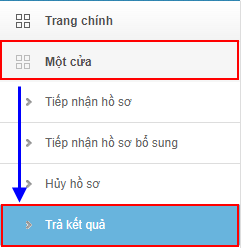 Trang chính
Một cửa
Tiếp nhận hồ sơ
Tiếp nhận hồ sơ bổ sung
Hủy hồ sơ
Trả kết quả